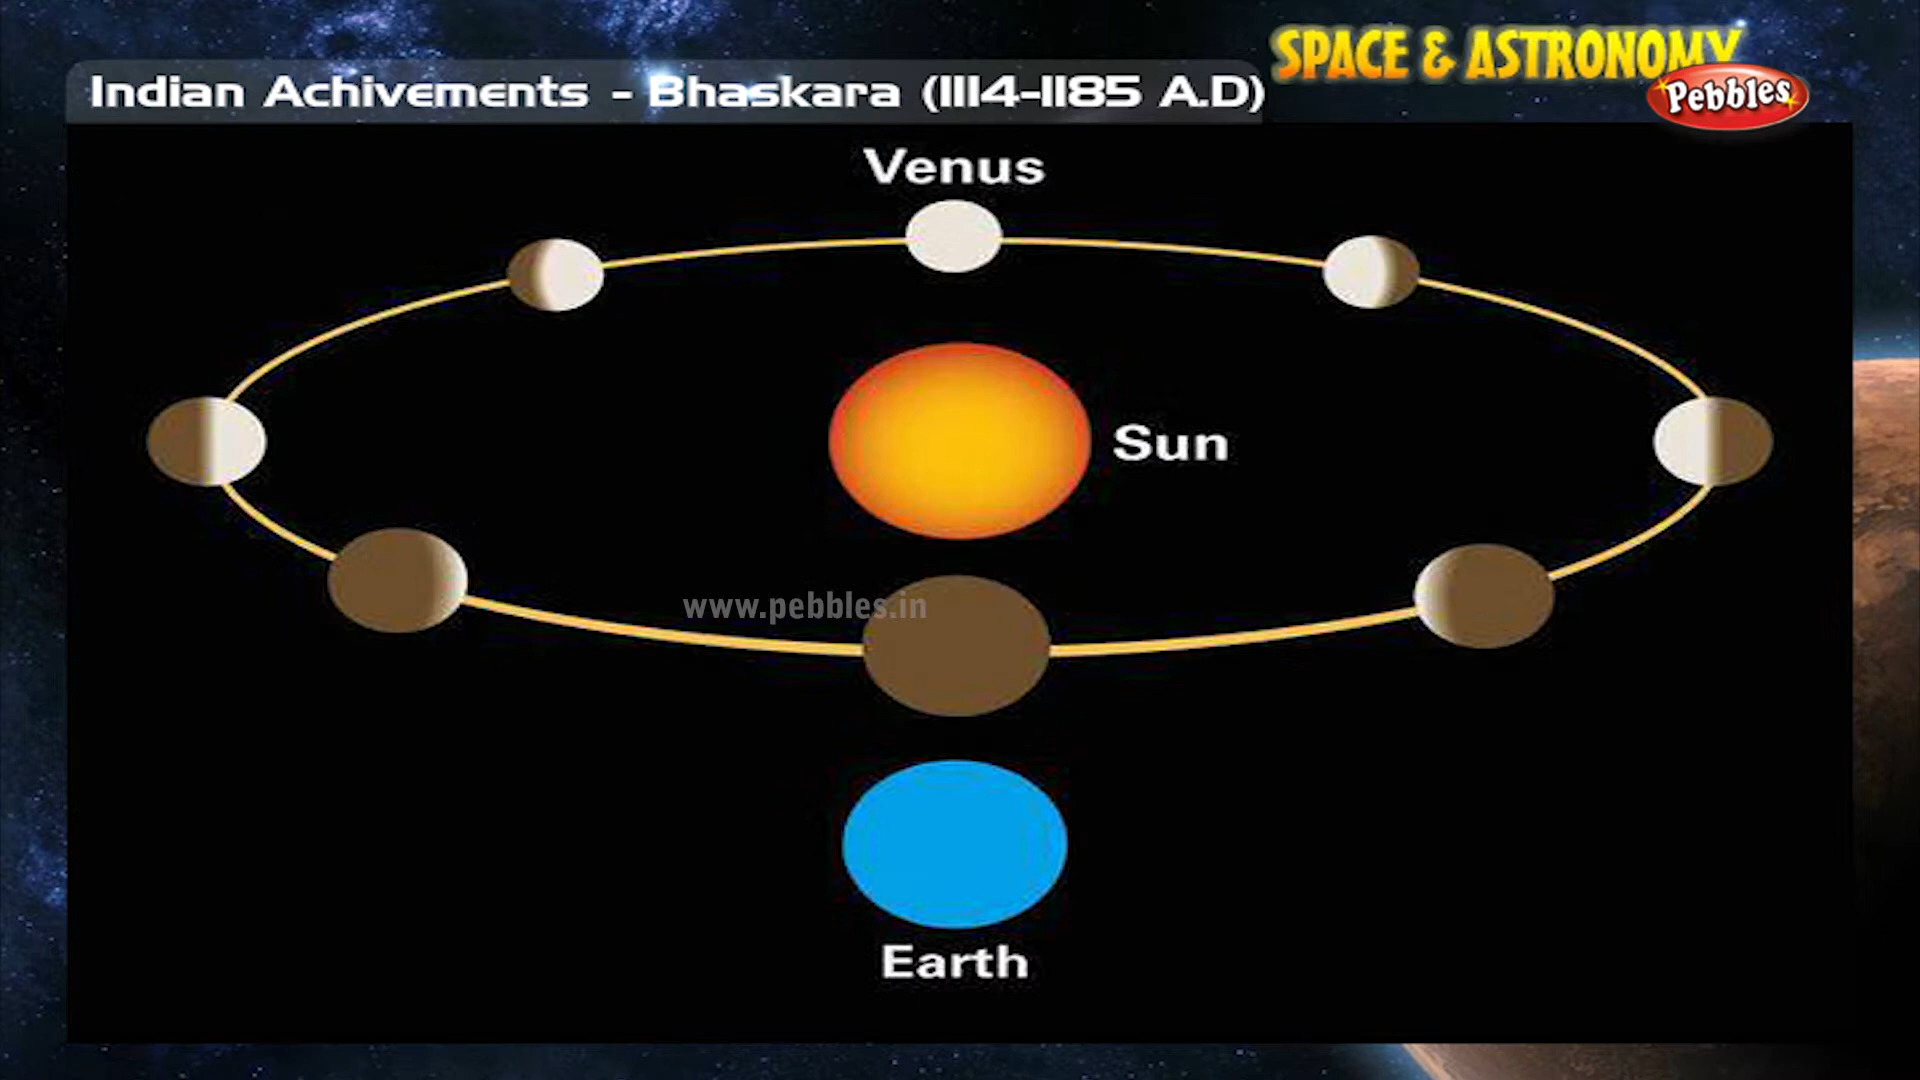 SPACE & ASTRONOMY
Pebbles
Indian Achivements - Bhaskara (1114-1185 A.D)
Venus
Sun
www.pebbles.in
Earth